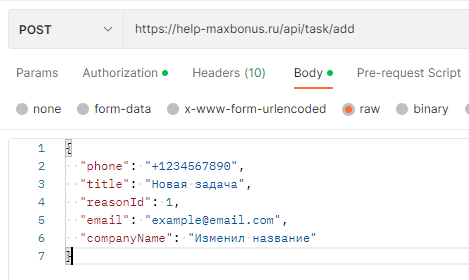 POST https://help-maxbonus.ru/api/task/add
Params Authorization Headers (10) Body Pre-request Script
none form-data x-www-form-urlencoded raw binary
1 {
2 "phone": "+1234567890",
3 "title": "Новая задача",
4 "reasonId": 1,
5 "email": "example@email.com",
6 "companyName": "Изменил название"
7 }